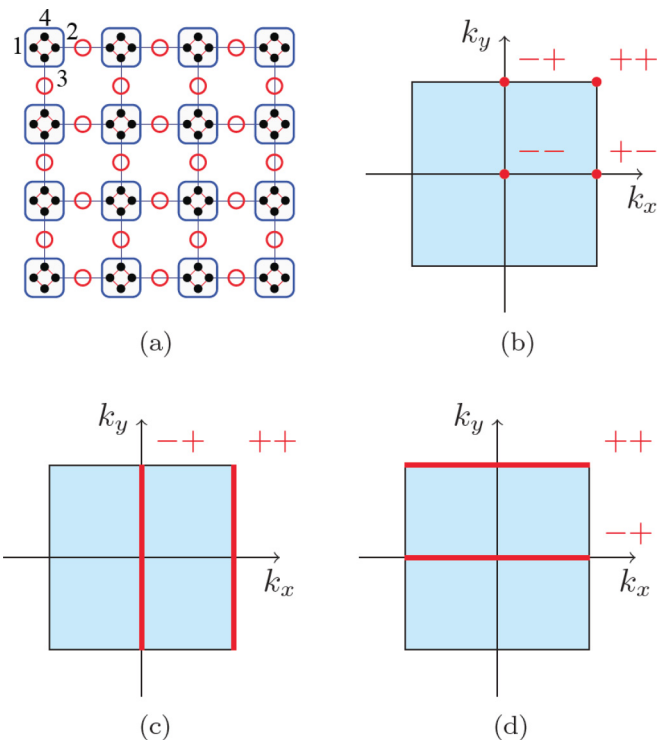 4
1 2
3
(a)
k_y
−+ ++
−− +−
k_x
(b)
k_y
−+ ++
k_x
(c)
k_y
++
−+
k_x
(d)